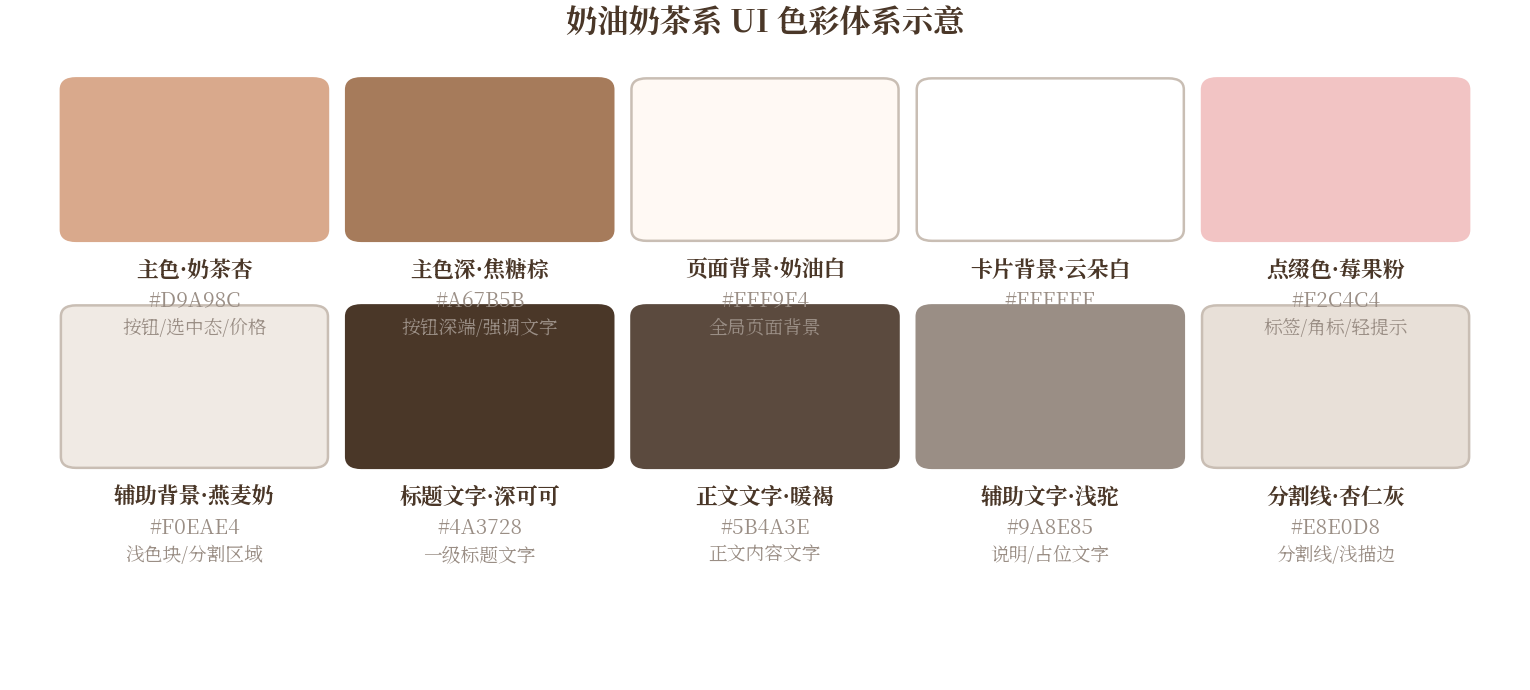 奶油奶茶系 UI 色彩体系示意
主色·奶茶杏
主色深·焦糖棕
页面背景·奶油白
卡片背景·云朵白
点缀色·莓果粉
#D9A98C
#A67B5B
#FFF9F4
#FFFFFF
#F2C4C4
按钮/选中态/价格
按钮深端/强调文字
全局页面背景
标签/角标/轻提示
辅助背景·燕麦奶
标题文字·深可可
正文文字·暖褐
辅助文字·浅驼
分割线·杏仁灰
#F0EAE4
#4A3728
#5B4A3E
#9A8E85
#E8E0D8
浅色块/分割区域
一级标题文字
正文内容文字
说明/占位文字
分割线/浅描边